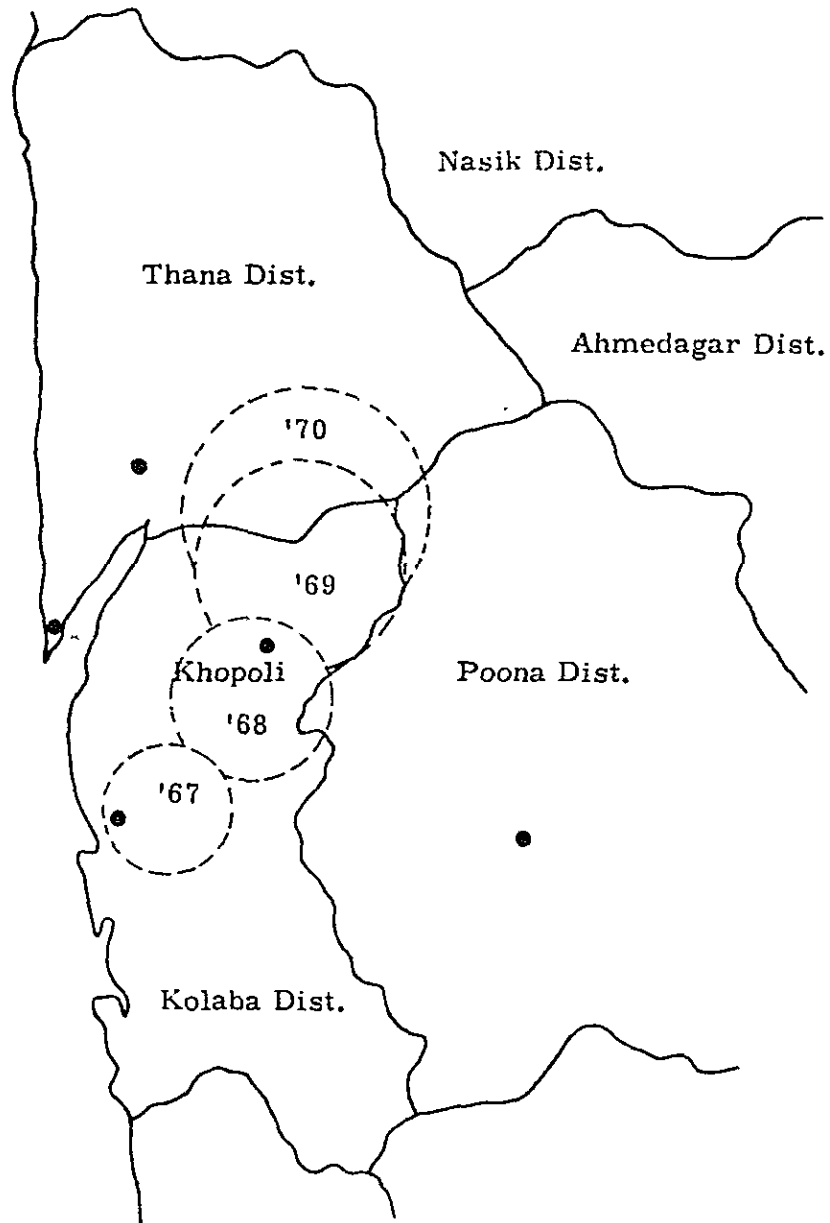 Nasik Dist.
Thana Dist.
Ahmedagar Dist.
'70
'69
Khopoli
Poona Dist.
'68
'67
Kolaba Dist.